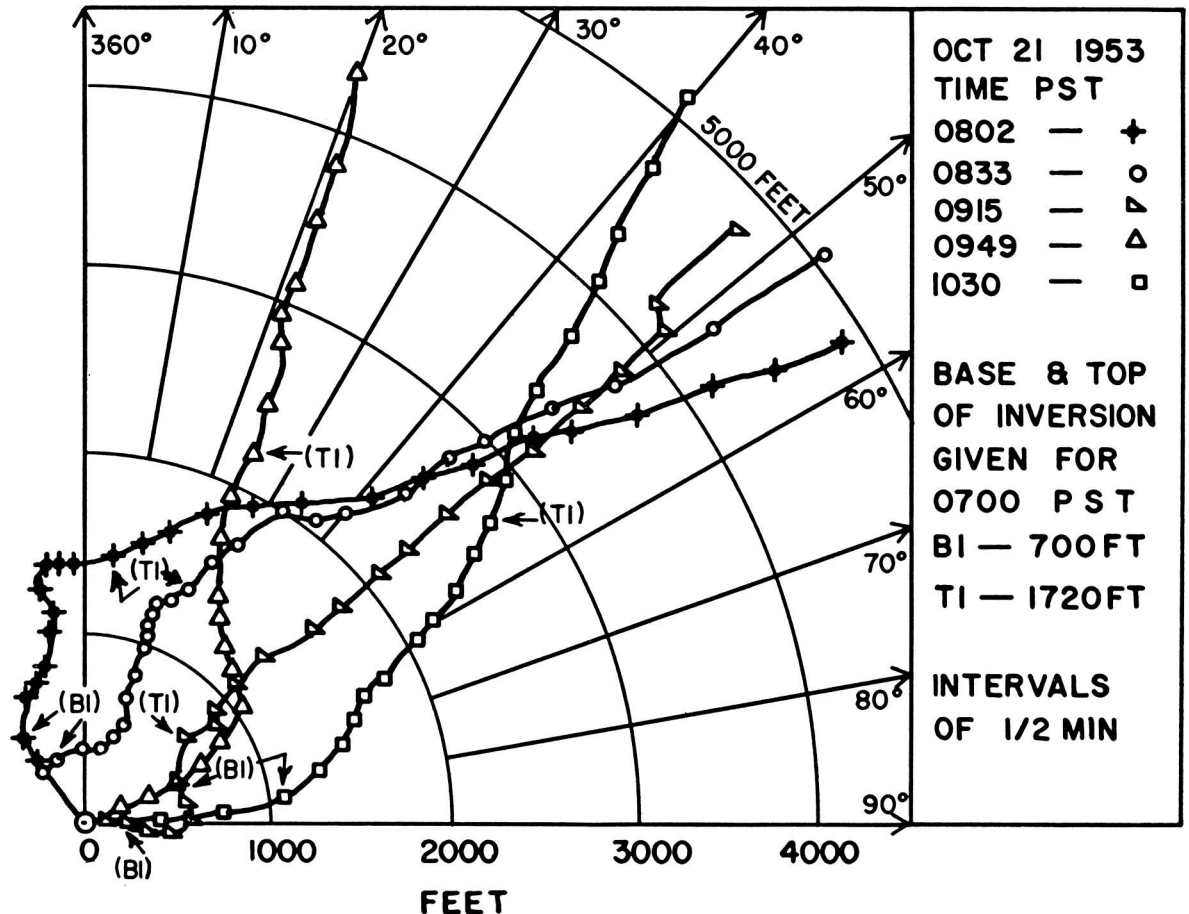 360°
10°
20°
30°
40°
5000 FEET
50°
60°
70°
80°
90°
(TI)
(TI)
(TI)
(BI)
(TI)
(BI)
(BI)
0
1000
2000
3000
4000
FEET
OCT 21 1953
TIME PST
0802 —
0833 —
0915 —
0949 —
1030 —
BASE & TOP
OF INVERSION
GIVEN FOR
0700 PST
BI — 700 FT
TI — 1720 FT
INTERVALS
OF 1/2 MIN